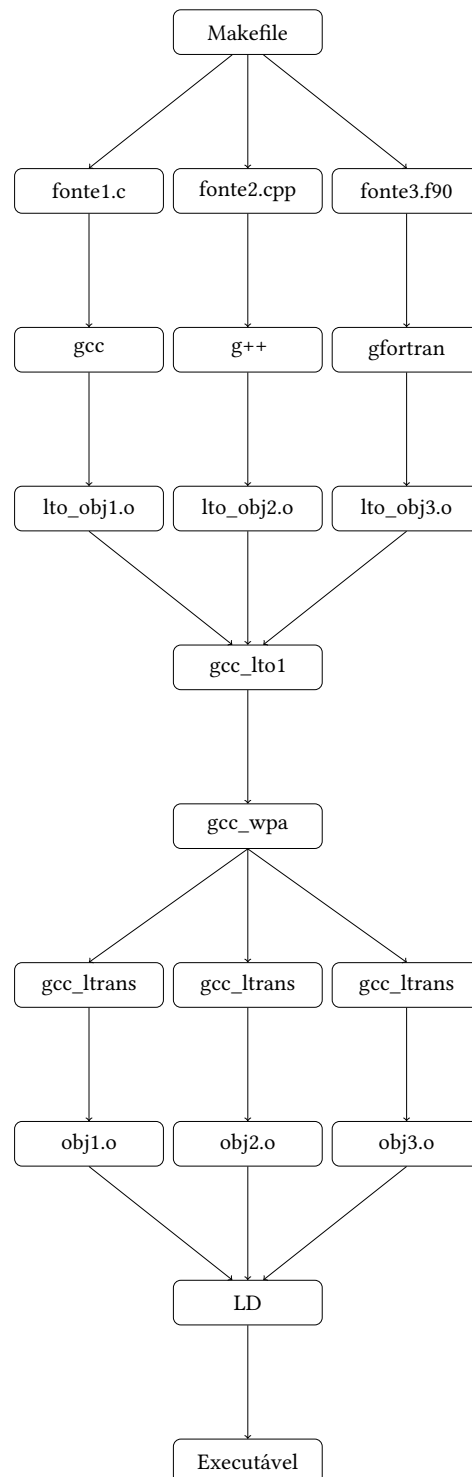 Makefile
fonte1.c
fonte2.cpp
fonte3.f90
gcc
g++
gfortran
lto_obj1.o
lto_obj2.o
lto_obj3.o
gcc_lto1
gcc_wpa
gcc_ltrans
gcc_ltrans
gcc_ltrans
obj1.o
obj2.o
obj3.o
LD
Executável